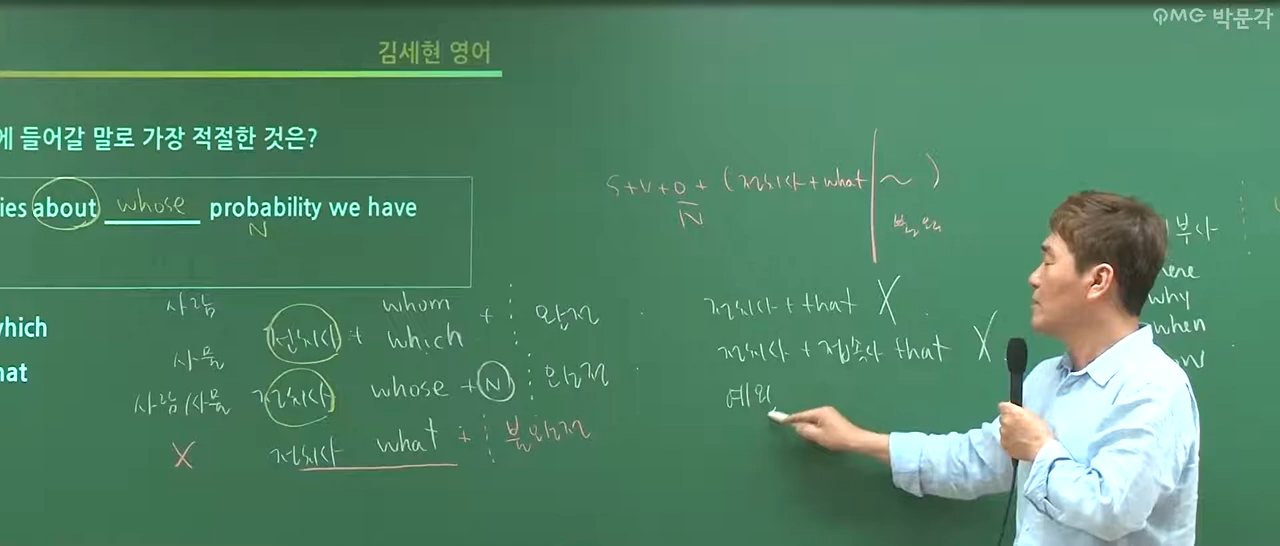 PMG 박문각
김세현 영어
에 들어갈 말로 가장 적절한 것은?
ies about whose probability we have
N
which
hat
사람
전치사 + whom + 완전
which
사물
사람/사물 전치사 whose + N 완전
X 전치사 what + 불완전
S+V+O+ (전치사+what ~ )
N
불완전
전치사 + that X
전치사 + 접속사 that X
예외
부사
here
why
when
how